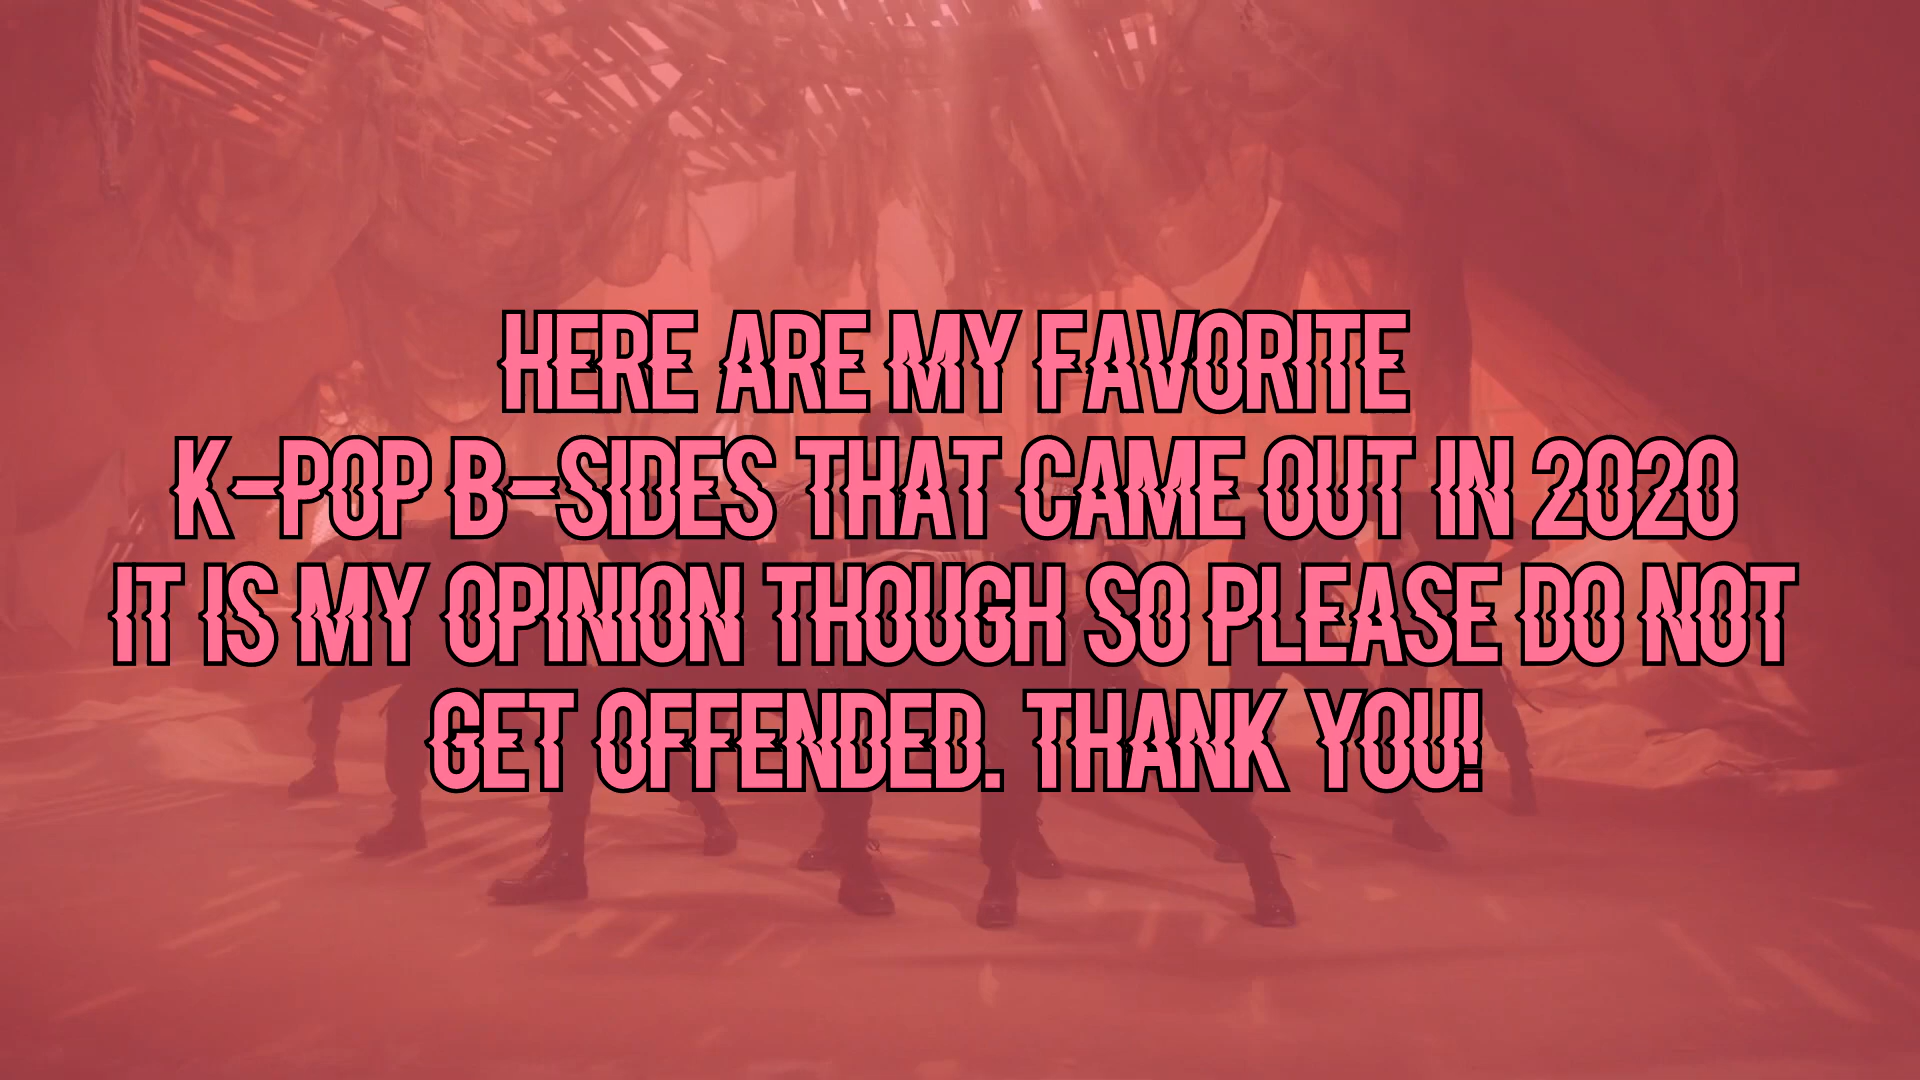 HERE ARE MY FAVORITE
K-POP B-SIDES THAT CAME OUT IN 2020
IT IS MY OPINION THOUGH SO PLEASE DO NOT
GET OFFENDED. THANK YOU!